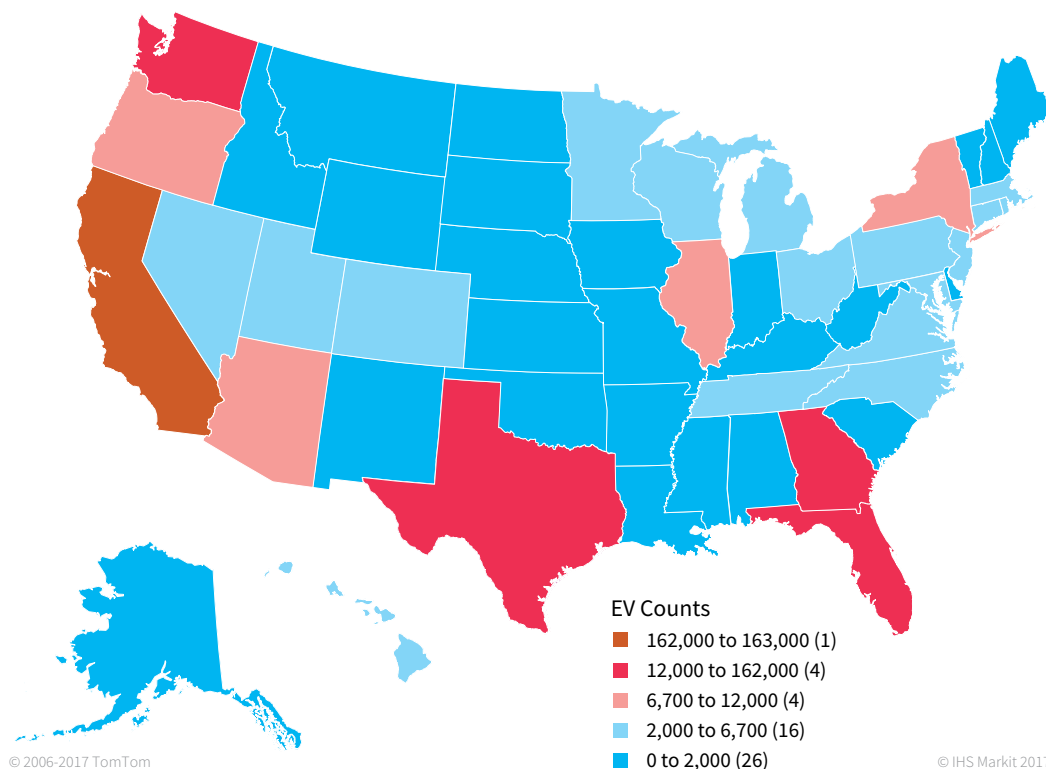 EV Counts
162,000 to 163,000 (1)
12,000 to 162,000 (4)
6,700 to 12,000 (4)
2,000 to 6,700 (16)
0 to 2,000 (26)
© 2006-2017 TomTom
© IHS Markit 2017